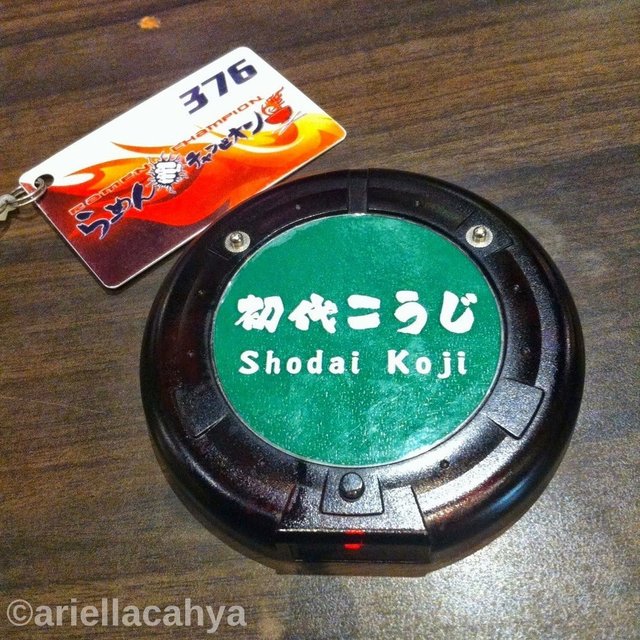 376
RAMEN CHAMPION
らぁめん チャンピオン
初代こうじ
Shodai Koji
©ariellacahya